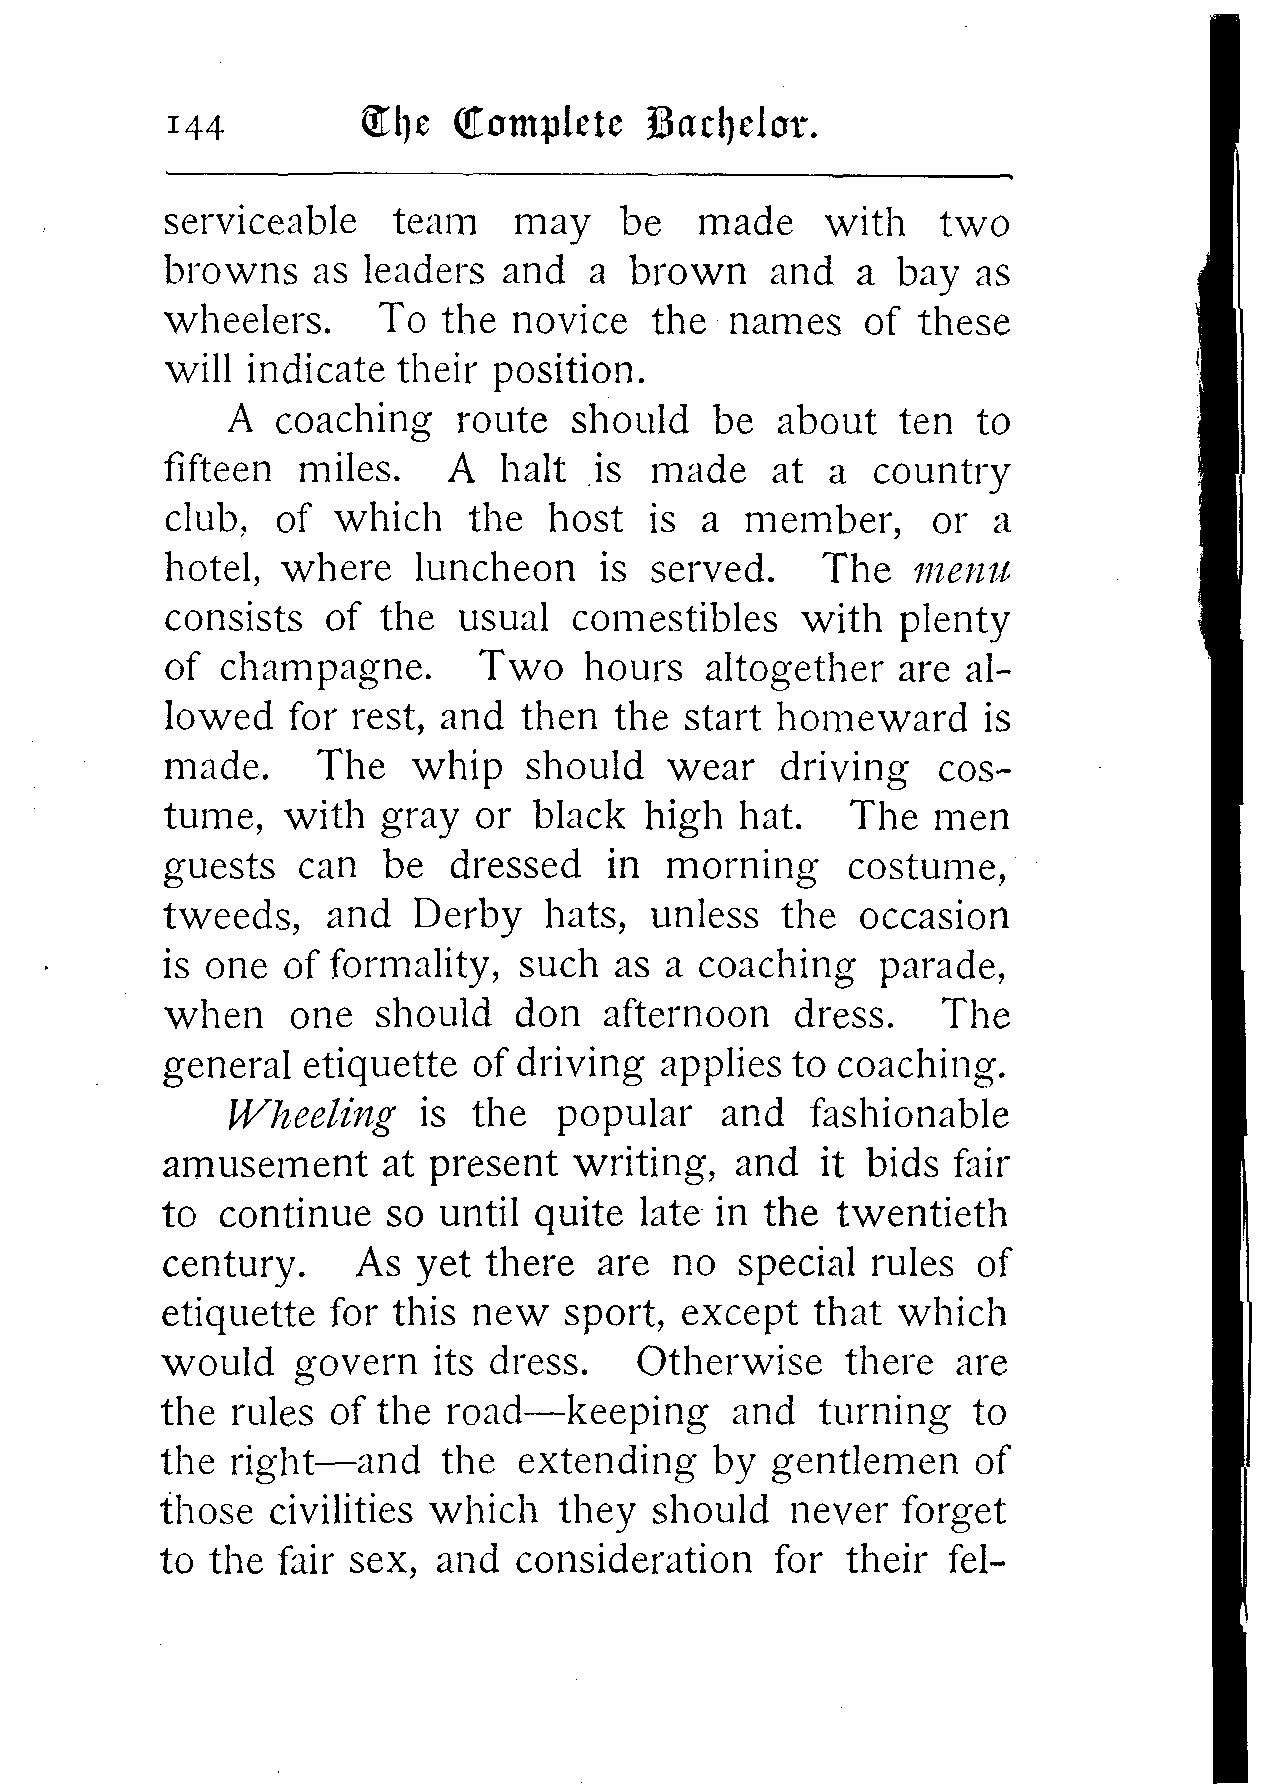 144 The Complete Bachelor.
serviceable team may be made with two
browns as leaders and a brown and a bay as
wheelers. To the novice the names of these
will indicate their position.
A coaching route should be about ten to
fifteen miles. A halt is made at a country
club, of which the host is a member, or a
hotel, where luncheon is served. The menu
consists of the usual comestibles with plenty
of champagne. Two hours altogether are al-
lowed for rest, and then the start homeward is
made. The whip should wear driving cos-
tume, with gray or black high hat. The men
guests can be dressed in morning costume,
tweeds, and Derby hats, unless the occasion
is one of formality, such as a coaching parade,
when one should don afternoon dress. The
general etiquette of driving applies to coaching.
Wheeling is the popular and fashionable
amusement at present writing, and it bids fair
to continue so until quite late in the twentieth
century. As yet there are no special rules of
etiquette for this new sport, except that which
would govern its dress. Otherwise there are
the rules of the road—keeping and turning to
the right—and the extending by gentlemen of
those civilities which they should never forget
to the fair sex, and consideration for their fel-